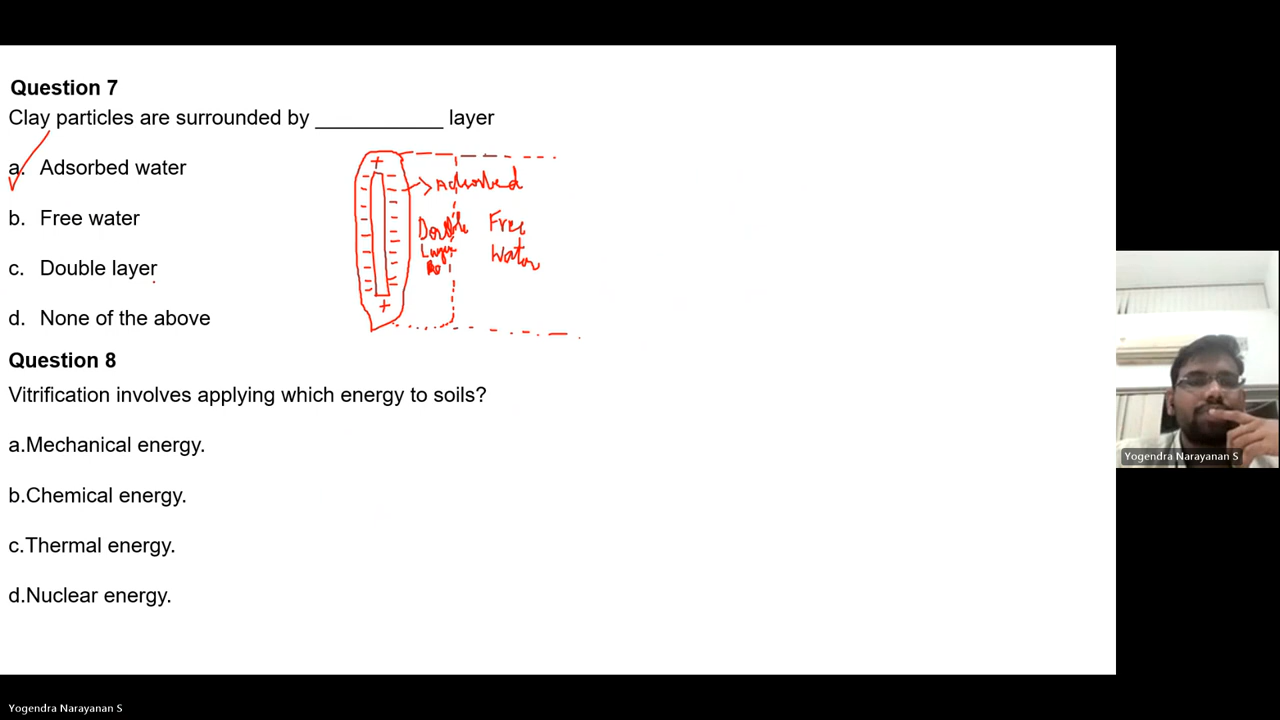 Question 7
Clay particles are surrounded by ____________ layer
a. Adsorbed water
b. Free water
c. Double layer
d. None of the above
+
Adsorbed
Double
Layer
Free
Water
+
Question 8
Vitrification involves applying which energy to soils?
a.Mechanical energy.
b.Chemical energy.
c.Thermal energy.
d.Nuclear energy.
Yogendra Narayanan S
Yogendra Narayanan S